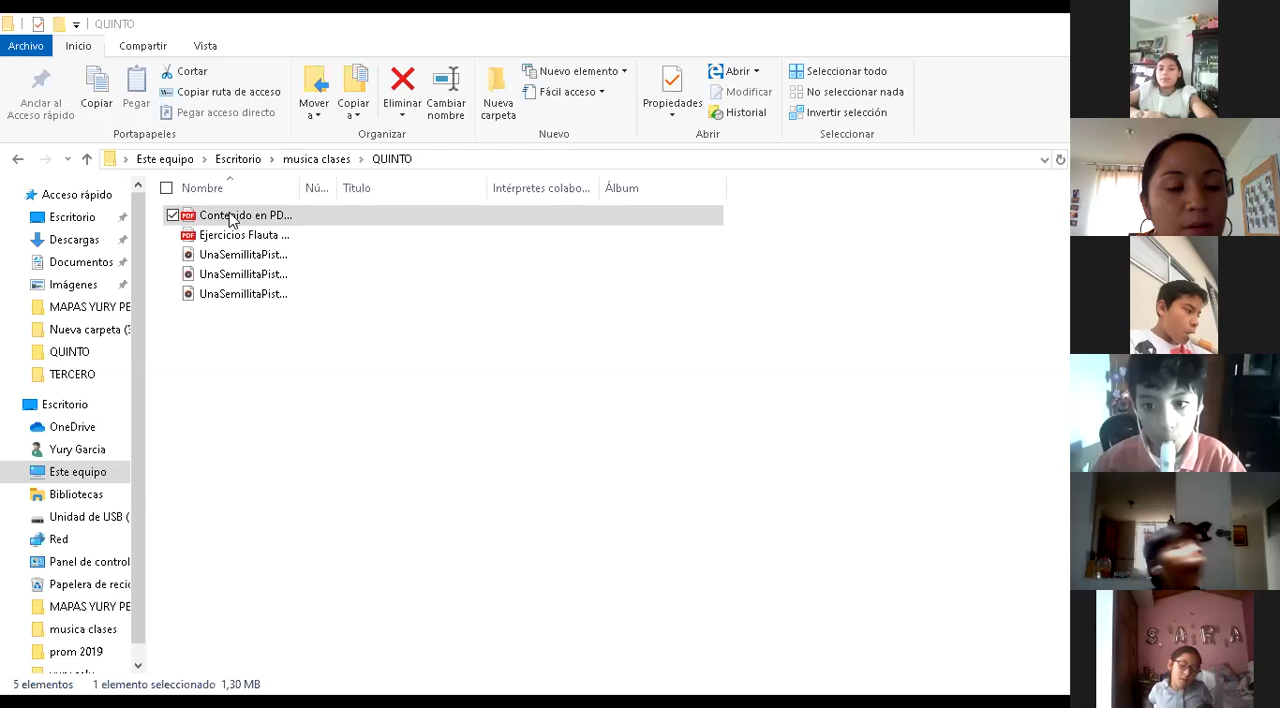 QUINTO
Archivo Inicio Compartir Vista
Anclar al Acceso rápido
Copiar
Pegar
Cortar
Copiar ruta de acceso
Pegar acceso directo
Portapapeles
Mover a
Copiar a
Eliminar
Cambiar nombre
Organizar
Nueva carpeta
Nuevo elemento
Fácil acceso
Nuevo
Propiedades
Abrir
Modificar
Historial
Abrir
Seleccionar todo
No seleccionar nada
Invertir selección
Seleccionar
Este equipo > Escritorio > musica clases > QUINTO
Nombre Nú... Título Intérpretes colabo... Álbum
PDF Contenido en PD...
PDF Ejercicios Flauta ...
UnaSemillitaPist...
UnaSemillitaPist...
UnaSemillitaPist...
Acceso rápido
Escritorio
Descargas
Documentos
Imágenes
MAPAS YURY PE
Nueva carpeta (3
QUINTO
TERCERO
Escritorio
OneDrive
Yury Garcia
Este equipo
Bibliotecas
Unidad de USB (
Red
Panel de control
Papelera de reci
MAPAS YURY PE
musica clases
prom 2019
5 elementos 1 elemento seleccionado 1,30 MB
SARA